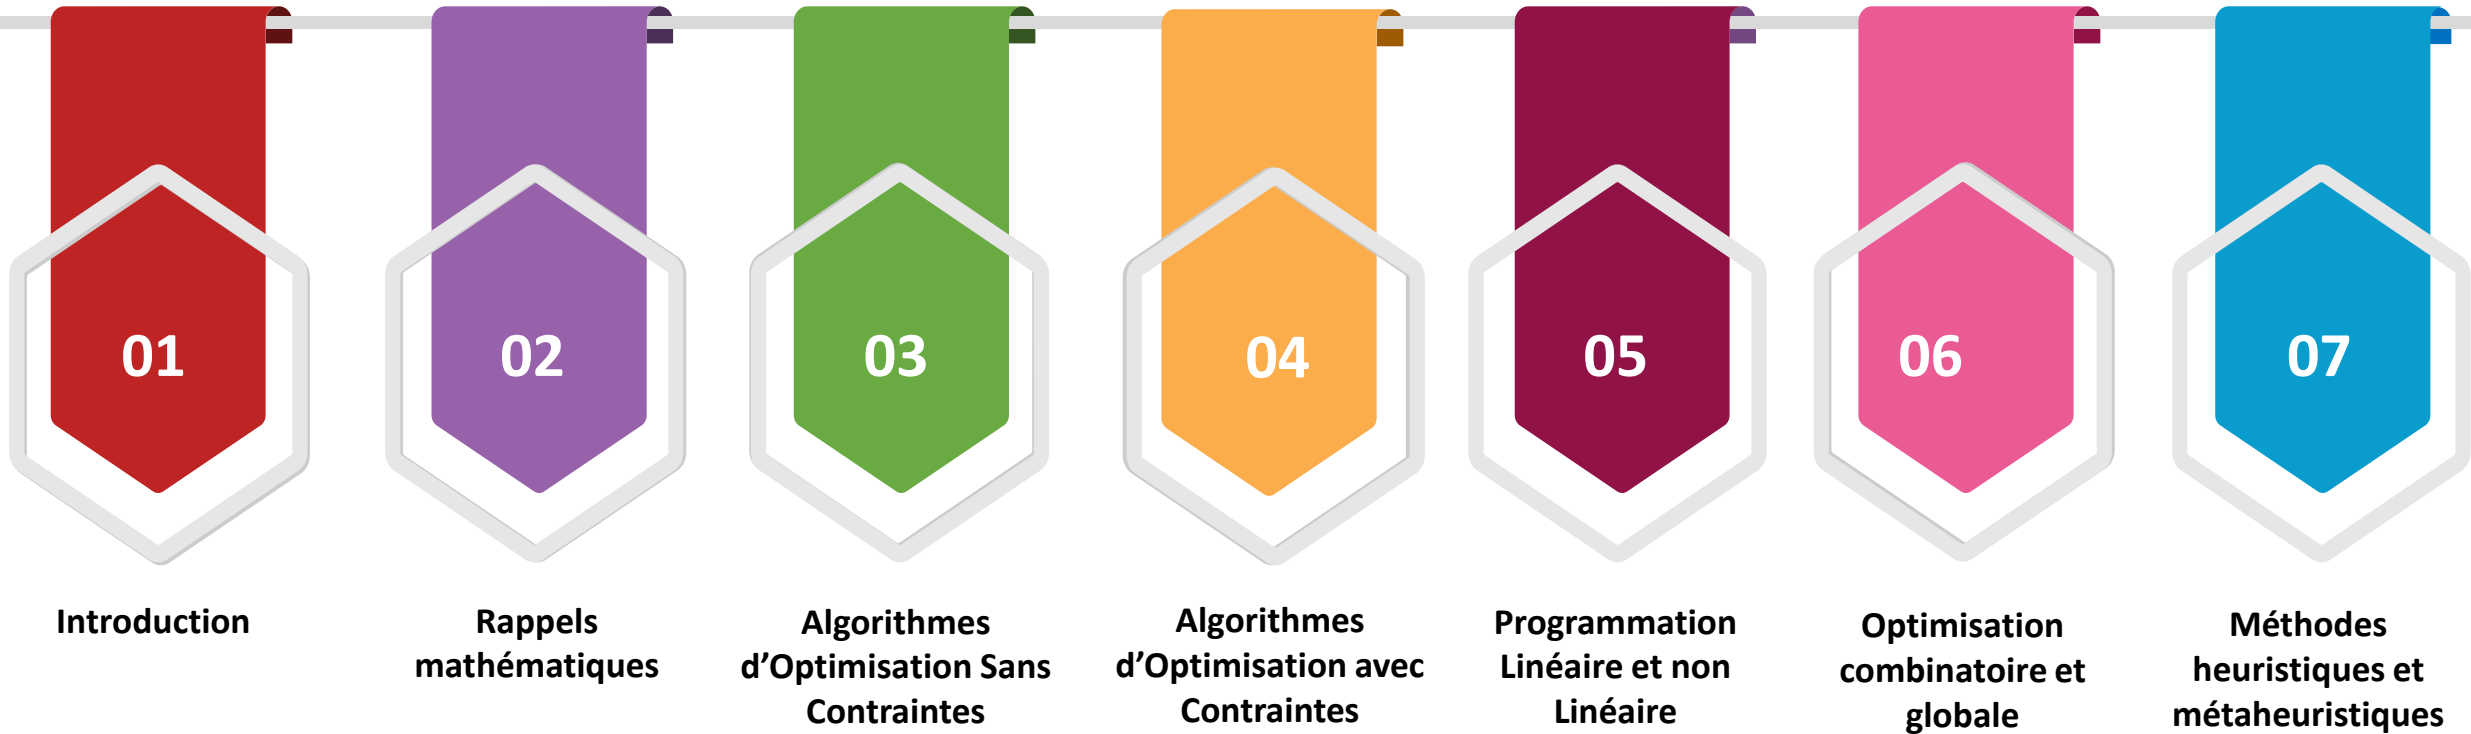 01
Introduction
02
Rappels
mathématiques
03
Algorithmes
d’Optimisation Sans
Contraintes
04
Algorithmes
d’Optimisation avec
Contraintes
05
Programmation
Linéaire et non
Linéaire
06
Optimisation
combinatoire et
globale
07
Méthodes
heuristiques et
métaheuristiques